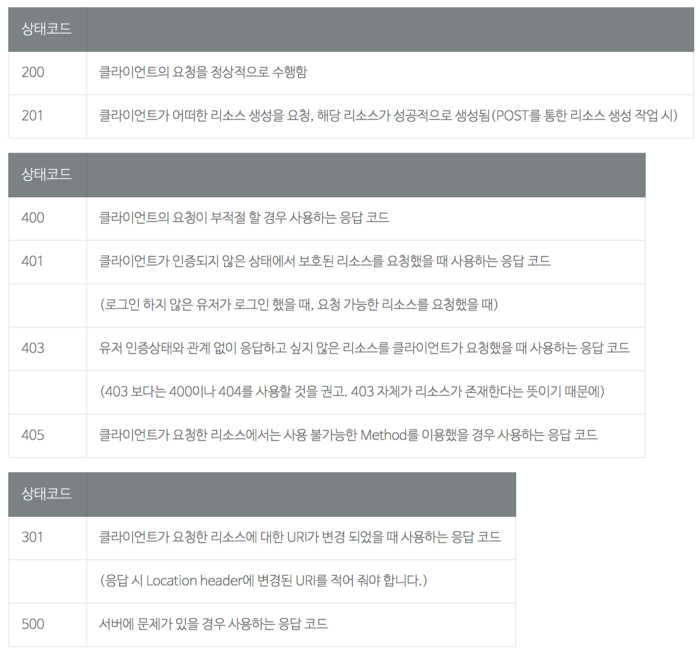 상태코드
200 클라이언트의 요청을 정상적으로 수행함
201 클라이언트가 어떠한 리소스 생성을 요청, 해당 리소스가 성공적으로 생성됨(POST를 통한 리소스 생성 작업 시)
상태코드
400 클라이언트의 요청이 부적절 할 경우 사용하는 응답 코드
401 클라이언트가 인증되지 않은 상태에서 보호된 리소스를 요청했을 때 사용하는 응답 코드
(로그인 하지 않은 유저가 로그인 했을 때, 요청 가능한 리소스를 요청했을 때)
403 유저 인증상태와 관계 없이 응답하고 싶지 않은 리소스를 클라이언트가 요청했을 때 사용하는 응답 코드
(403 보다는 400이나 404를 사용할 것을 권고. 403 자체가 리소스가 존재한다는 뜻이기 때문에)
405 클라이언트가 요청한 리소스에서는 사용 불가능한 Method를 이용했을 경우 사용하는 응답 코드
상태코드
301 클라이언트가 요청한 리소스에 대한 URI가 변경 되었을 때 사용하는 응답 코드
(응답 시 Location header에 변경된 URI를 적어 줘야 합니다.)
500 서버에 문제가 있을 경우 사용하는 응답 코드